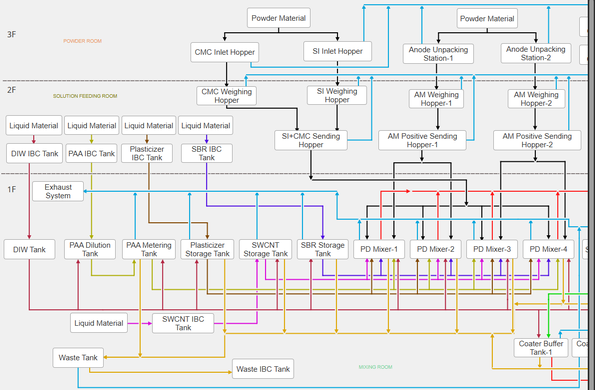 3F
POWDER ROOM
Powder Material
Powder Material
CMC Inlet Hopper
SI Inlet Hopper
Anode Unpacking
Station-1
Anode Unpacking
Station-2
2F
SOLUTION FEEDING ROOM
CMC Weighing
Hopper
SI Weighing
Hopper
AM Weighing
Hopper-1
AM Weighing
Hopper-2
Liquid Material
Liquid Material
Liquid Material
Liquid Material
SI+CMC Sending
Hopper
AM Positive Sending
Hopper-1
AM Positive Sending
Hopper-2
DIW IBC Tank
PAA IBC Tank
Plasticizer
IBC Tank
SBR IBC
Tank
1F
Exhaust
System
DIW Tank
PAA Dilution
Tank
PAA Metering
Tank
Plasticizer
Storage Tank
SWCNT
Storage Tank
SBR Storage
Tank
PD Mixer-1
PD Mixer-2
PD Mixer-3
PD Mixer-4
Liquid Material
SWCNT IBC
Tank
Coater Buffer
Tank-1
Waste Tank
Waste IBC Tank
MIXING ROOM